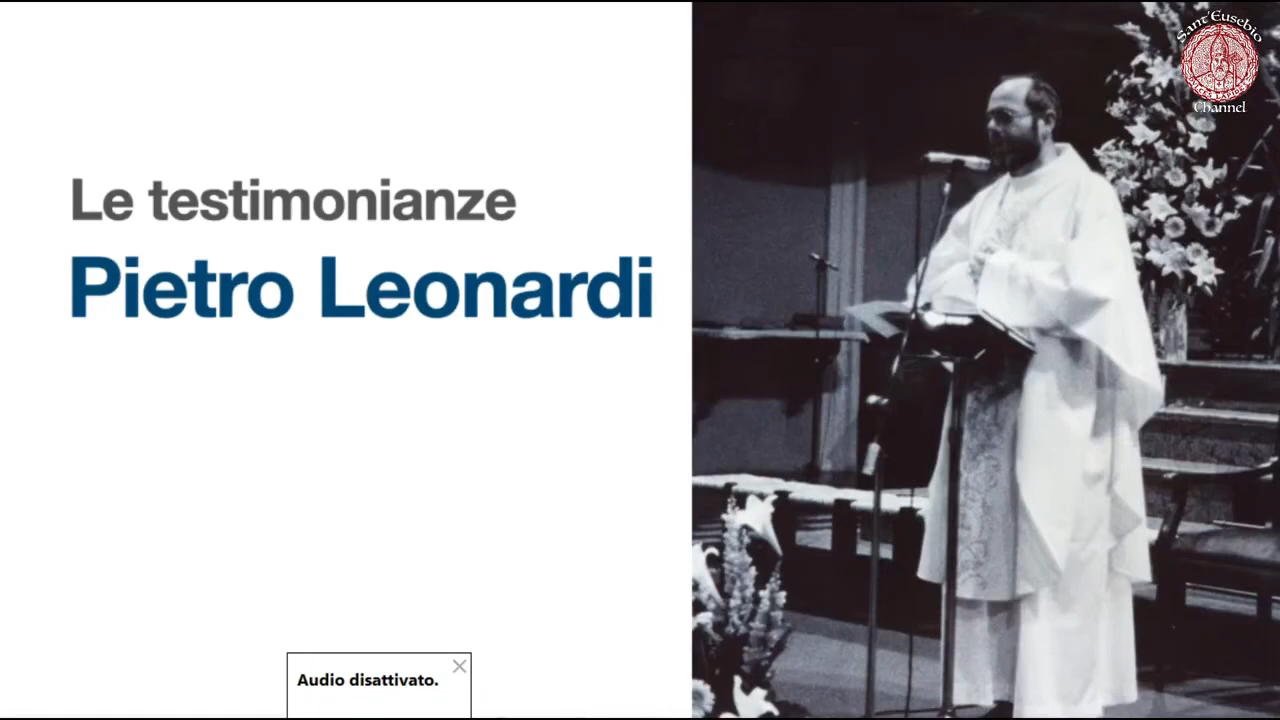 Le testimonianze
Pietro Leonardi
Audio disattivato.
Sant'Eusebio
Channel